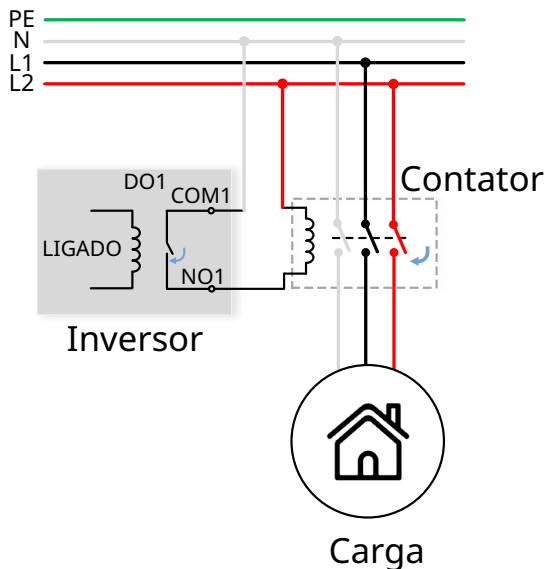 PE
N
L1
L2
DO1
COM1
Contator
LIGADO
NO1
Inversor
Carga